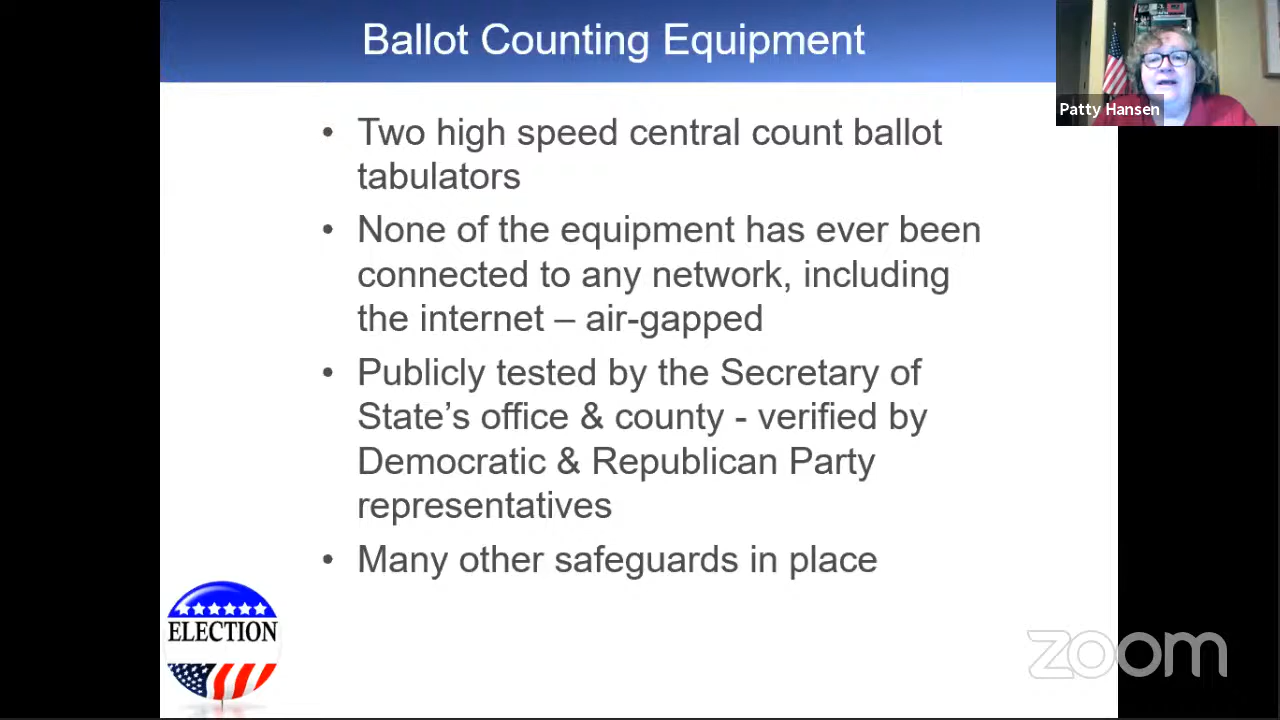 Ballot Counting Equipment
Patty Hansen
• Two high speed central count ballot
tabulators
• None of the equipment has ever been
connected to any network, including
the internet – air-gapped
• Publicly tested by the Secretary of
State’s office & county - verified by
Democratic & Republican Party
representatives
• Many other safeguards in place
ELECTION
zoom